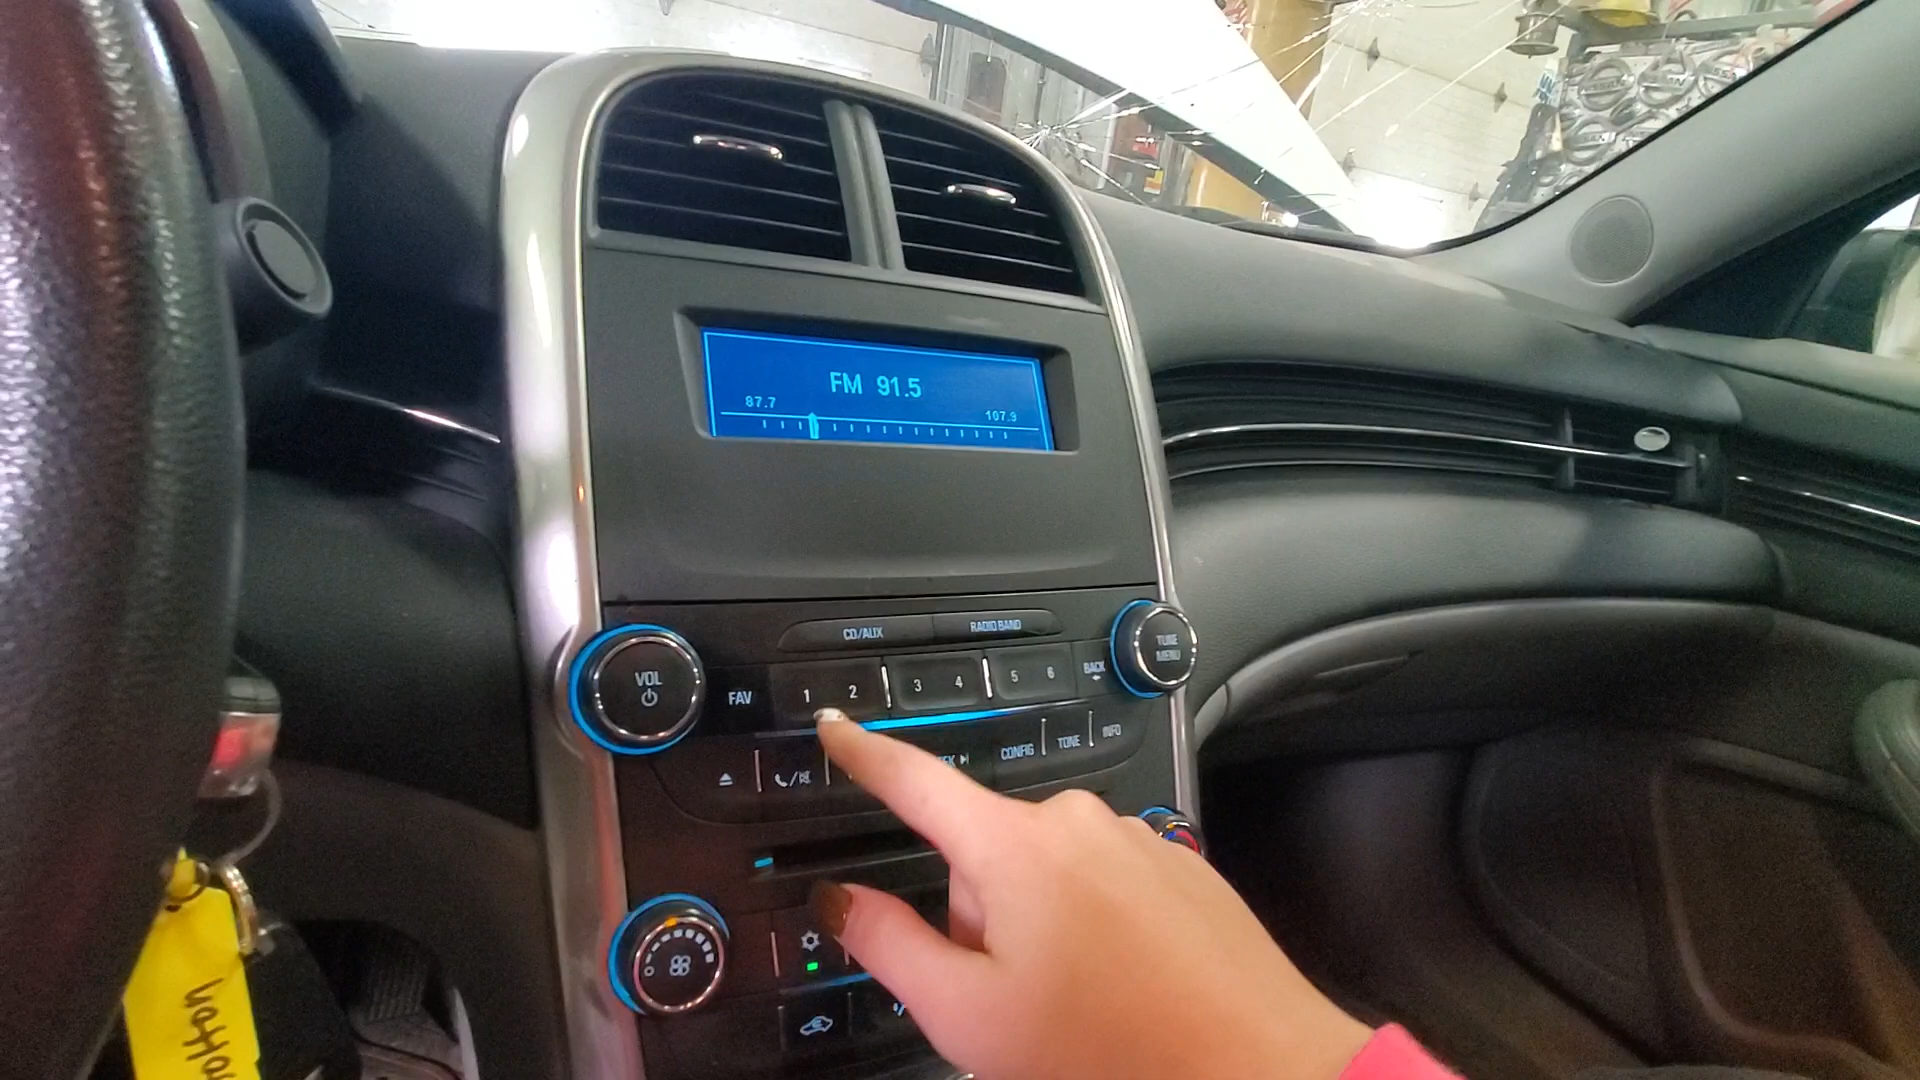 FM 91.5
87.7
107.9
CD/AUX
RADIO BAND
VOL
TUNE
MENU
FAV
1
2
3
4
5
6
BACK
CONFIG
TONE
INFO